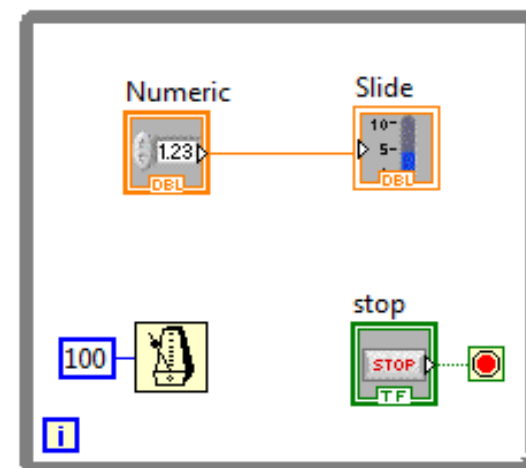 Numeric
Slide
1.23
DBL
10-
5-
DBL
stop
100
STOP
TF
i